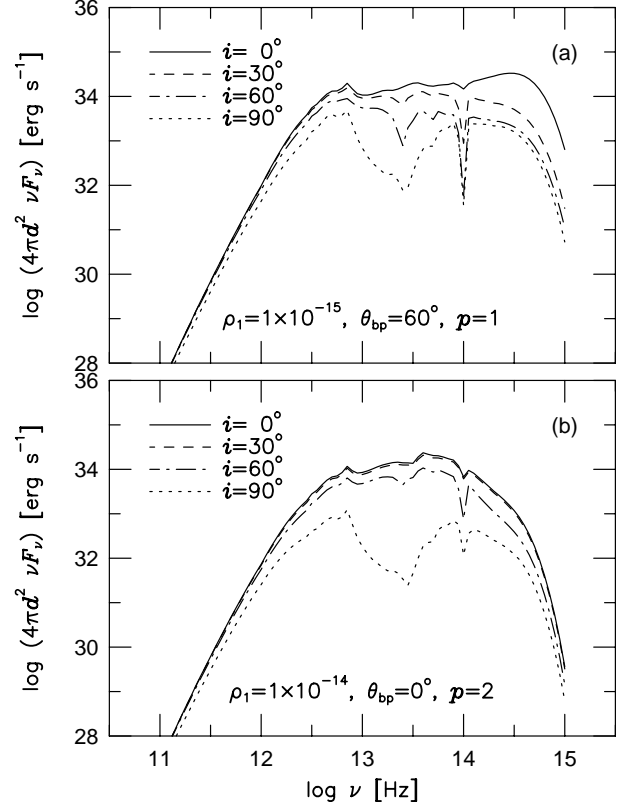 36
34
32
30
28
log (4πd² νFν) [erg s⁻¹]
i= 0°
i=30°
i=60°
i=90°
(a)
ρ₁=1×10⁻¹⁵, θbp=60°, p=1
36
34
32
30
28
log (4πd² νFν) [erg s⁻¹]
i= 0°
i=30°
i=60°
i=90°
(b)
ρ₁=1×10⁻¹⁴, θbp=0°, p=2
11 12 13 14 15
log ν [Hz]